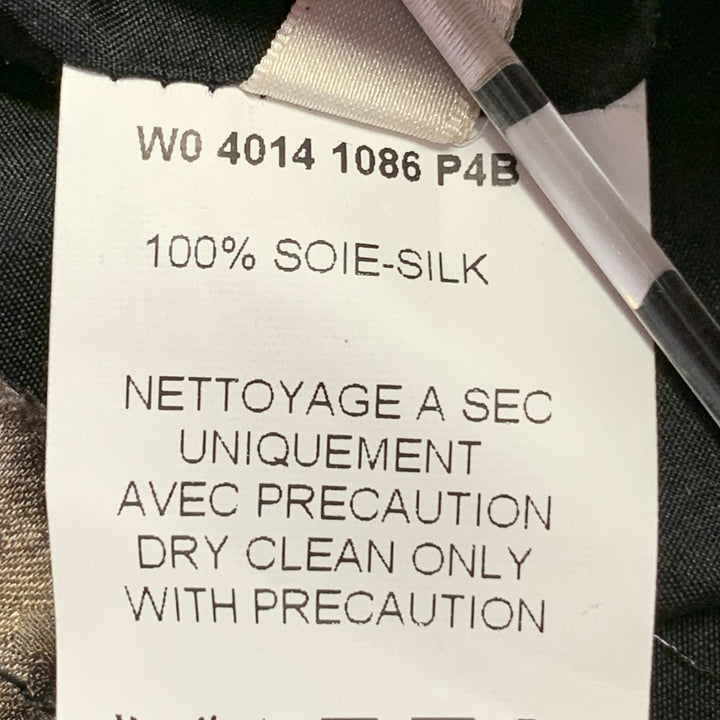 W0 4014 1086 P4B
100% SOIE-SILK
NETTOYAGE A SEC
UNIQUEMENT
AVEC PRECAUTION
DRY CLEAN ONLY
WITH PRECAUTION